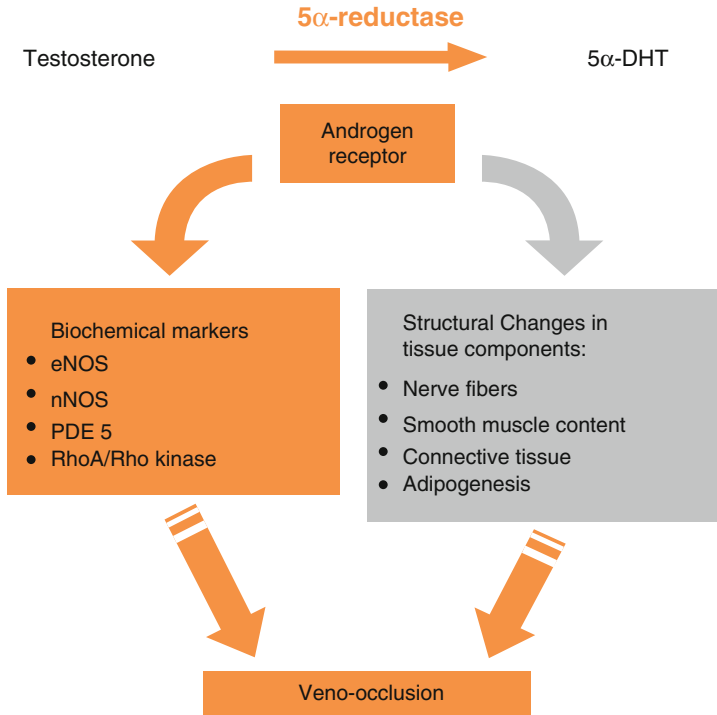 5α-reductase
Testosterone
5α-DHT
Androgen
receptor
Biochemical markers
• eNOS
• nNOS
• PDE 5
• RhoA/Rho kinase
Structural Changes in
tissue components:
• Nerve fibers
• Smooth muscle content
• Connective tissue
• Adipogenesis
Veno-occlusion